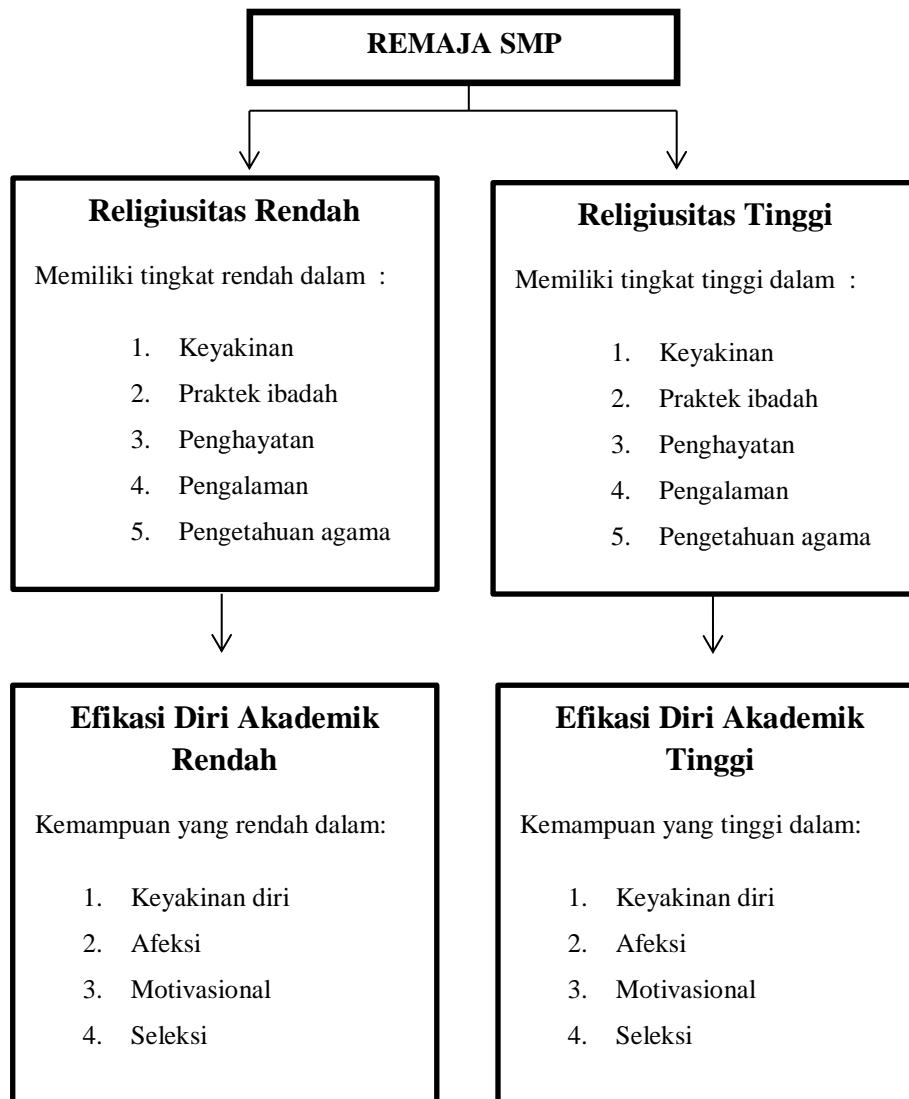 REMAJA SMP
Religiusitas Rendah
Memiliki tingkat rendah dalam  :
1. Keyakinan
2. Praktek ibadah
3. Penghayatan
4. Pengalaman
5. Pengetahuan agama
Religiusitas Tinggi
Memiliki tingkat tinggi dalam  :
1. Keyakinan
2. Praktek ibadah
3. Penghayatan
4. Pengalaman
5. Pengetahuan agama
Efikasi Diri Akademik
Rendah
Kemampuan yang rendah dalam:
1. Keyakinan diri
2. Afeksi
3. Motivasional
4. Seleksi
Efikasi Diri Akademik
Tinggi
Kemampuan yang tinggi dalam:
1. Keyakinan diri
2. Afeksi
3. Motivasional
4. Seleksi